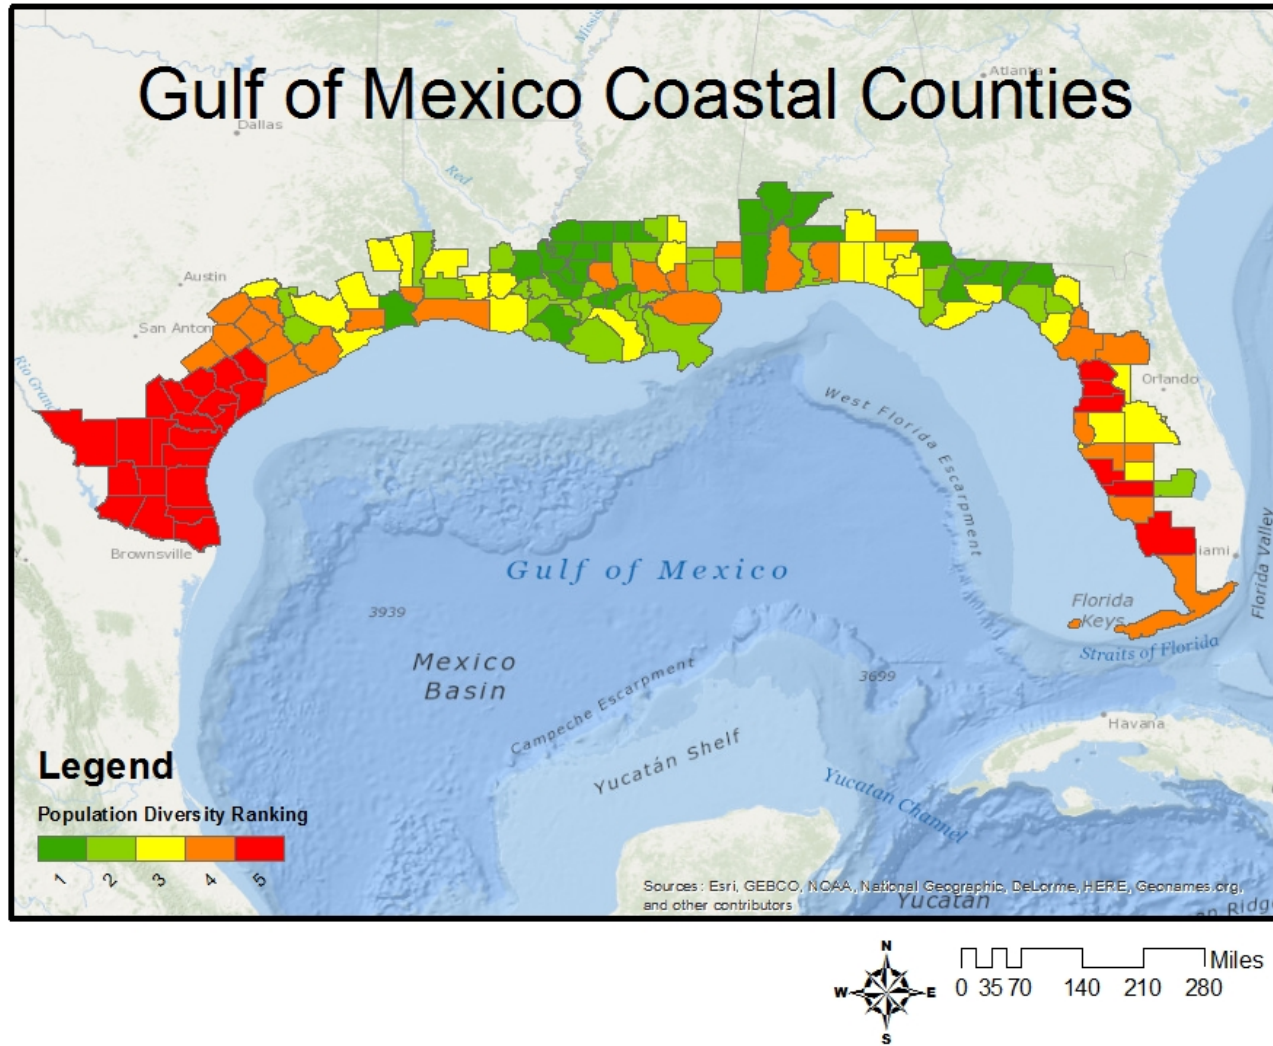 Gulf of Mexico Coastal Counties
Atlanta
Dallas
Red
Austin
San Anton
Orlando
West Florida Escarpment
Brownsville
Gulf of Mexico
iami
Florida Valley
3939
Florida
Keys
Mexico
Basin
Straits of Florida
3699
Campeche Escarpment
Havana
Yucatán Shelf
Yucatan Channel
Legend
Population Diversity Ranking
1 2 3 4 5
Sources: Esri, GEBCO, NOAA, National Geographic, DeLorme, HERE, Geonames.org,
and other contributors
Yucatan
N
W E
S
Miles
0 35 70 140 210 280